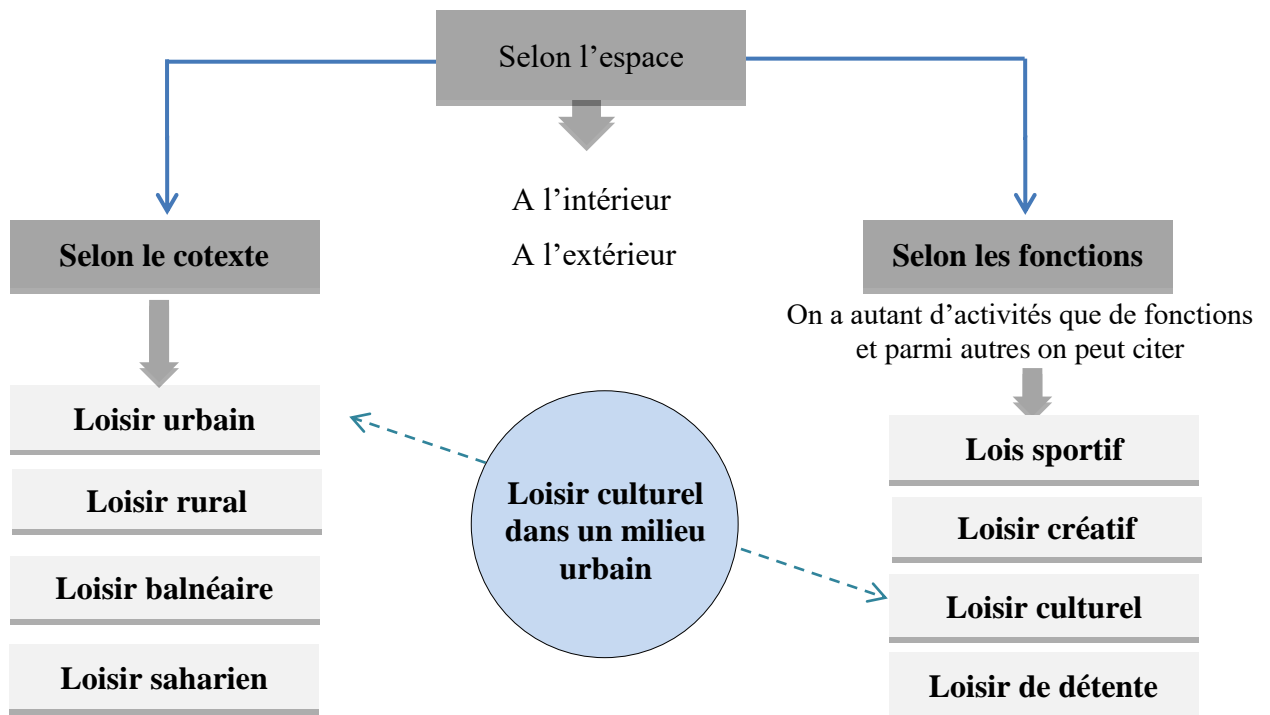 Selon l’espace
A l’intérieur
A l’extérieur
Selon le cotexte
Loisir urbain
Loisir rural
Loisir balnéaire
Loisir saharien
Loisir culturel
dans un milieu
urbain
Selon les fonctions
On a autant d’activités que de fonctions
et parmi autres on peut citer
Lois sportif
Loisir créatif
Loisir culturel
Loisir de détente